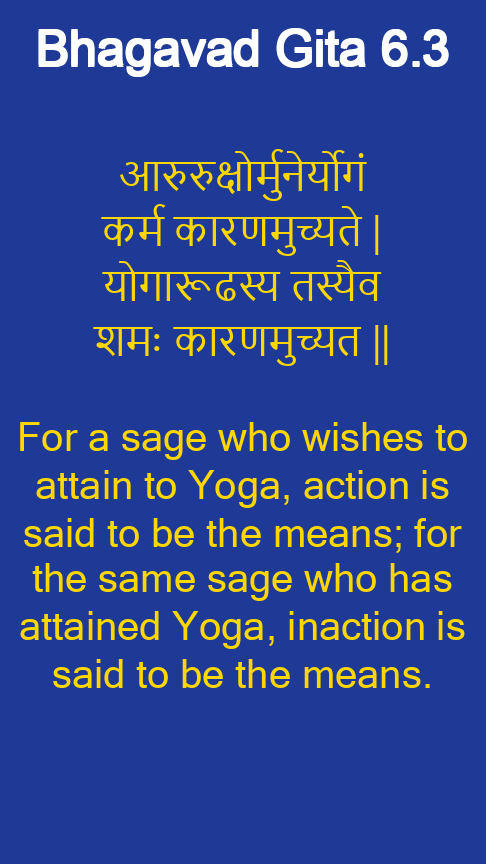 Bhagavad Gita 6.3
आरुरुक्षोर्मुनेर्योगं
कर्म कारणमुच्यते |
योगारूढस्य तस्यैव
शमः कारणमुच्यत ||
For a sage who wishes to
attain to Yoga, action is
said to be the means; for
the same sage who has
attained Yoga, inaction is
said to be the means.